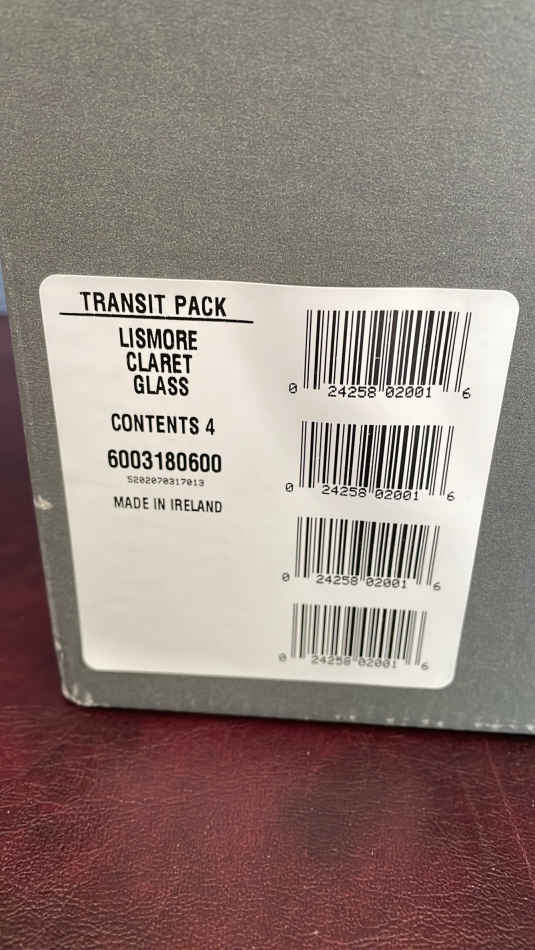 TRANSIT PACK
LISMORE
CLARET
GLASS
CONTENTS 4
6003180600
5202070317013
MADE IN IRELAND
0 24258 02001 6
0 24258 02001 6
0 24258 02001 6
0 24258 02001 6